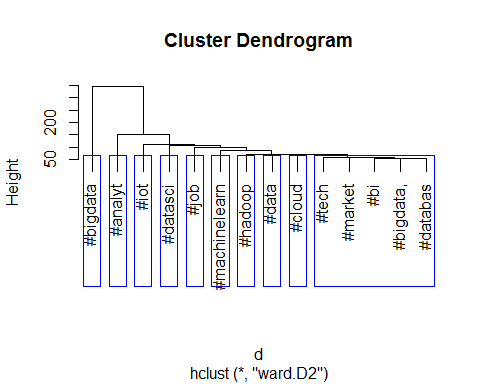 Cluster Dendrogram
Height
50
200
#bigdata
#analyt
#iot
#datasci
#job
#machinelearn
#hadoop
#data
#cloud
#tech
#market
#bi
#bigdata,
#databas
d
hclust (*, "ward.D2")